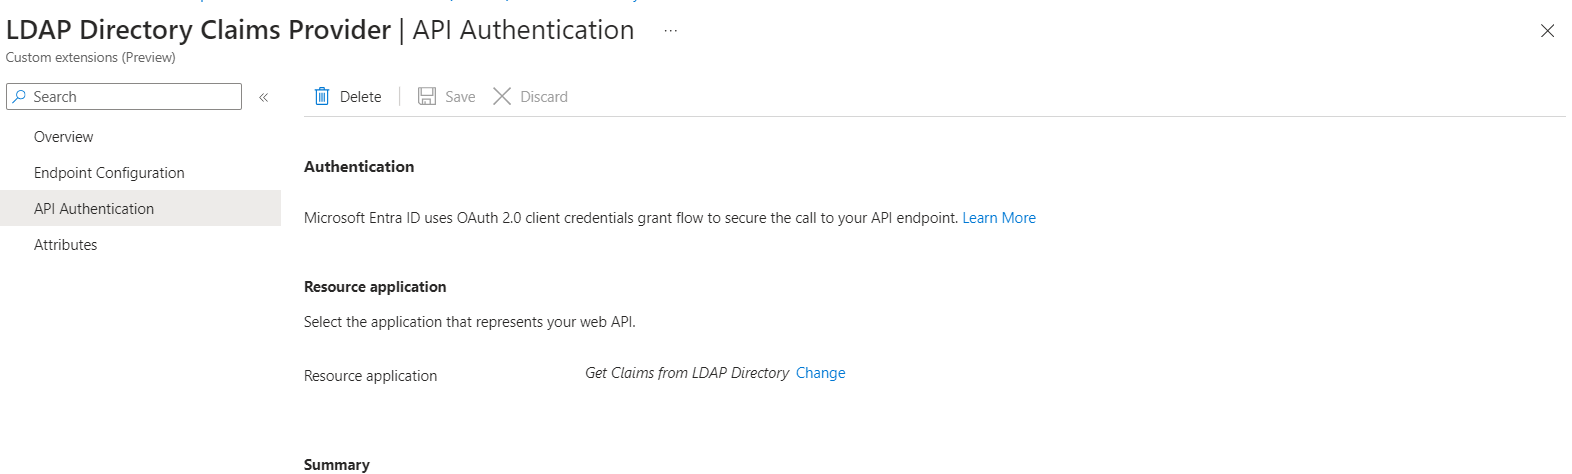 LDAP Directory Claims Provider | API Authentication ...
Custom extensions (Preview)
Search
Delete
Save
Discard
Overview
Endpoint Configuration
API Authentication
Attributes
Authentication
Microsoft Entra ID uses OAuth 2.0 client credentials grant flow to secure the call to your API endpoint. Learn More
Resource application
Select the application that represents your web API.
Resource application
Get Claims from LDAP Directory Change
Summary